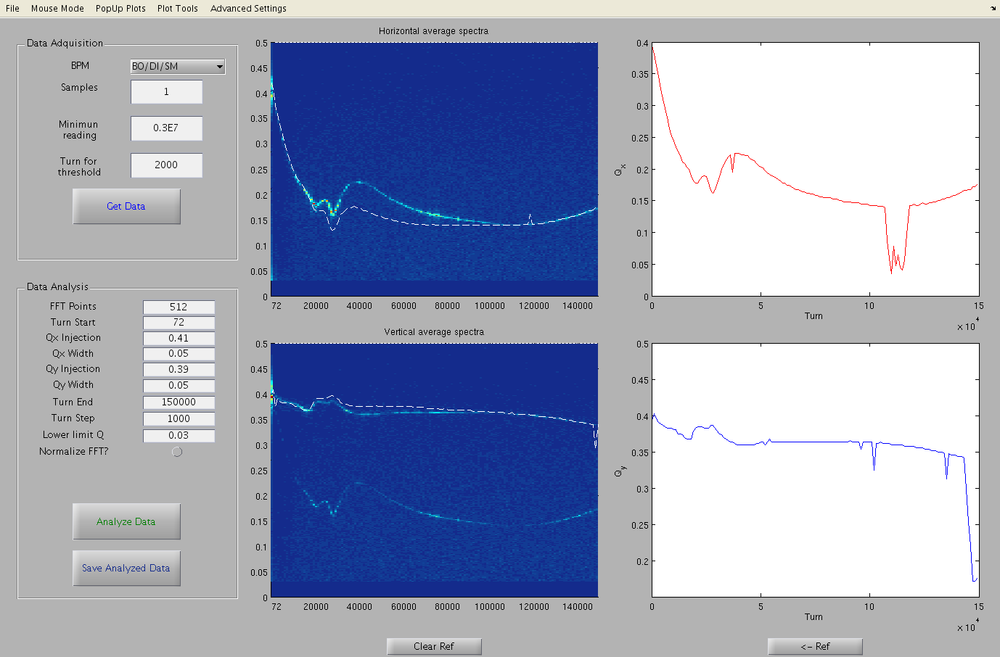 File Mouse Mode PopUp Plots Plot Tools Advanced Settings
Data Adquisition
BPM BO/DI/SM
Samples 1
Minimun
reading
0.3E7
Turn for
threshold
2000
Get Data
Data Analysis
FFT Points 512
Turn Start 72
Qx Injection 0.41
Qx Width 0.05
Qy Injection 0.39
Qy Width 0.05
Turn End 150000
Turn Step 1000
Lower limit Q 0.03
Normalize FFT?
Analyze Data
Save Analyzed Data
Horizontal average spectra
0.5
0.45
0.4
0.35
0.3
0.25
0.2
0.15
0.1
0.05
0
72 20000 40000 60000 80000 100000 120000 140000
0.4
0.35
0.3
0.25
0.2
0.15
0.1
0.05
0
Qx
0 5 10 15
Turn
×10 4
Vertical average spectra
0.5
0.45
0.4
0.35
0.3
0.25
0.2
0.15
0.1
0.05
0
72 20000 40000 60000 80000 100000 120000 140000
0.5
0.45
0.4
0.35
0.3
0.25
0.2
Qy
0 5 10 15
Turn
×10 4
Clear Ref
<- Ref